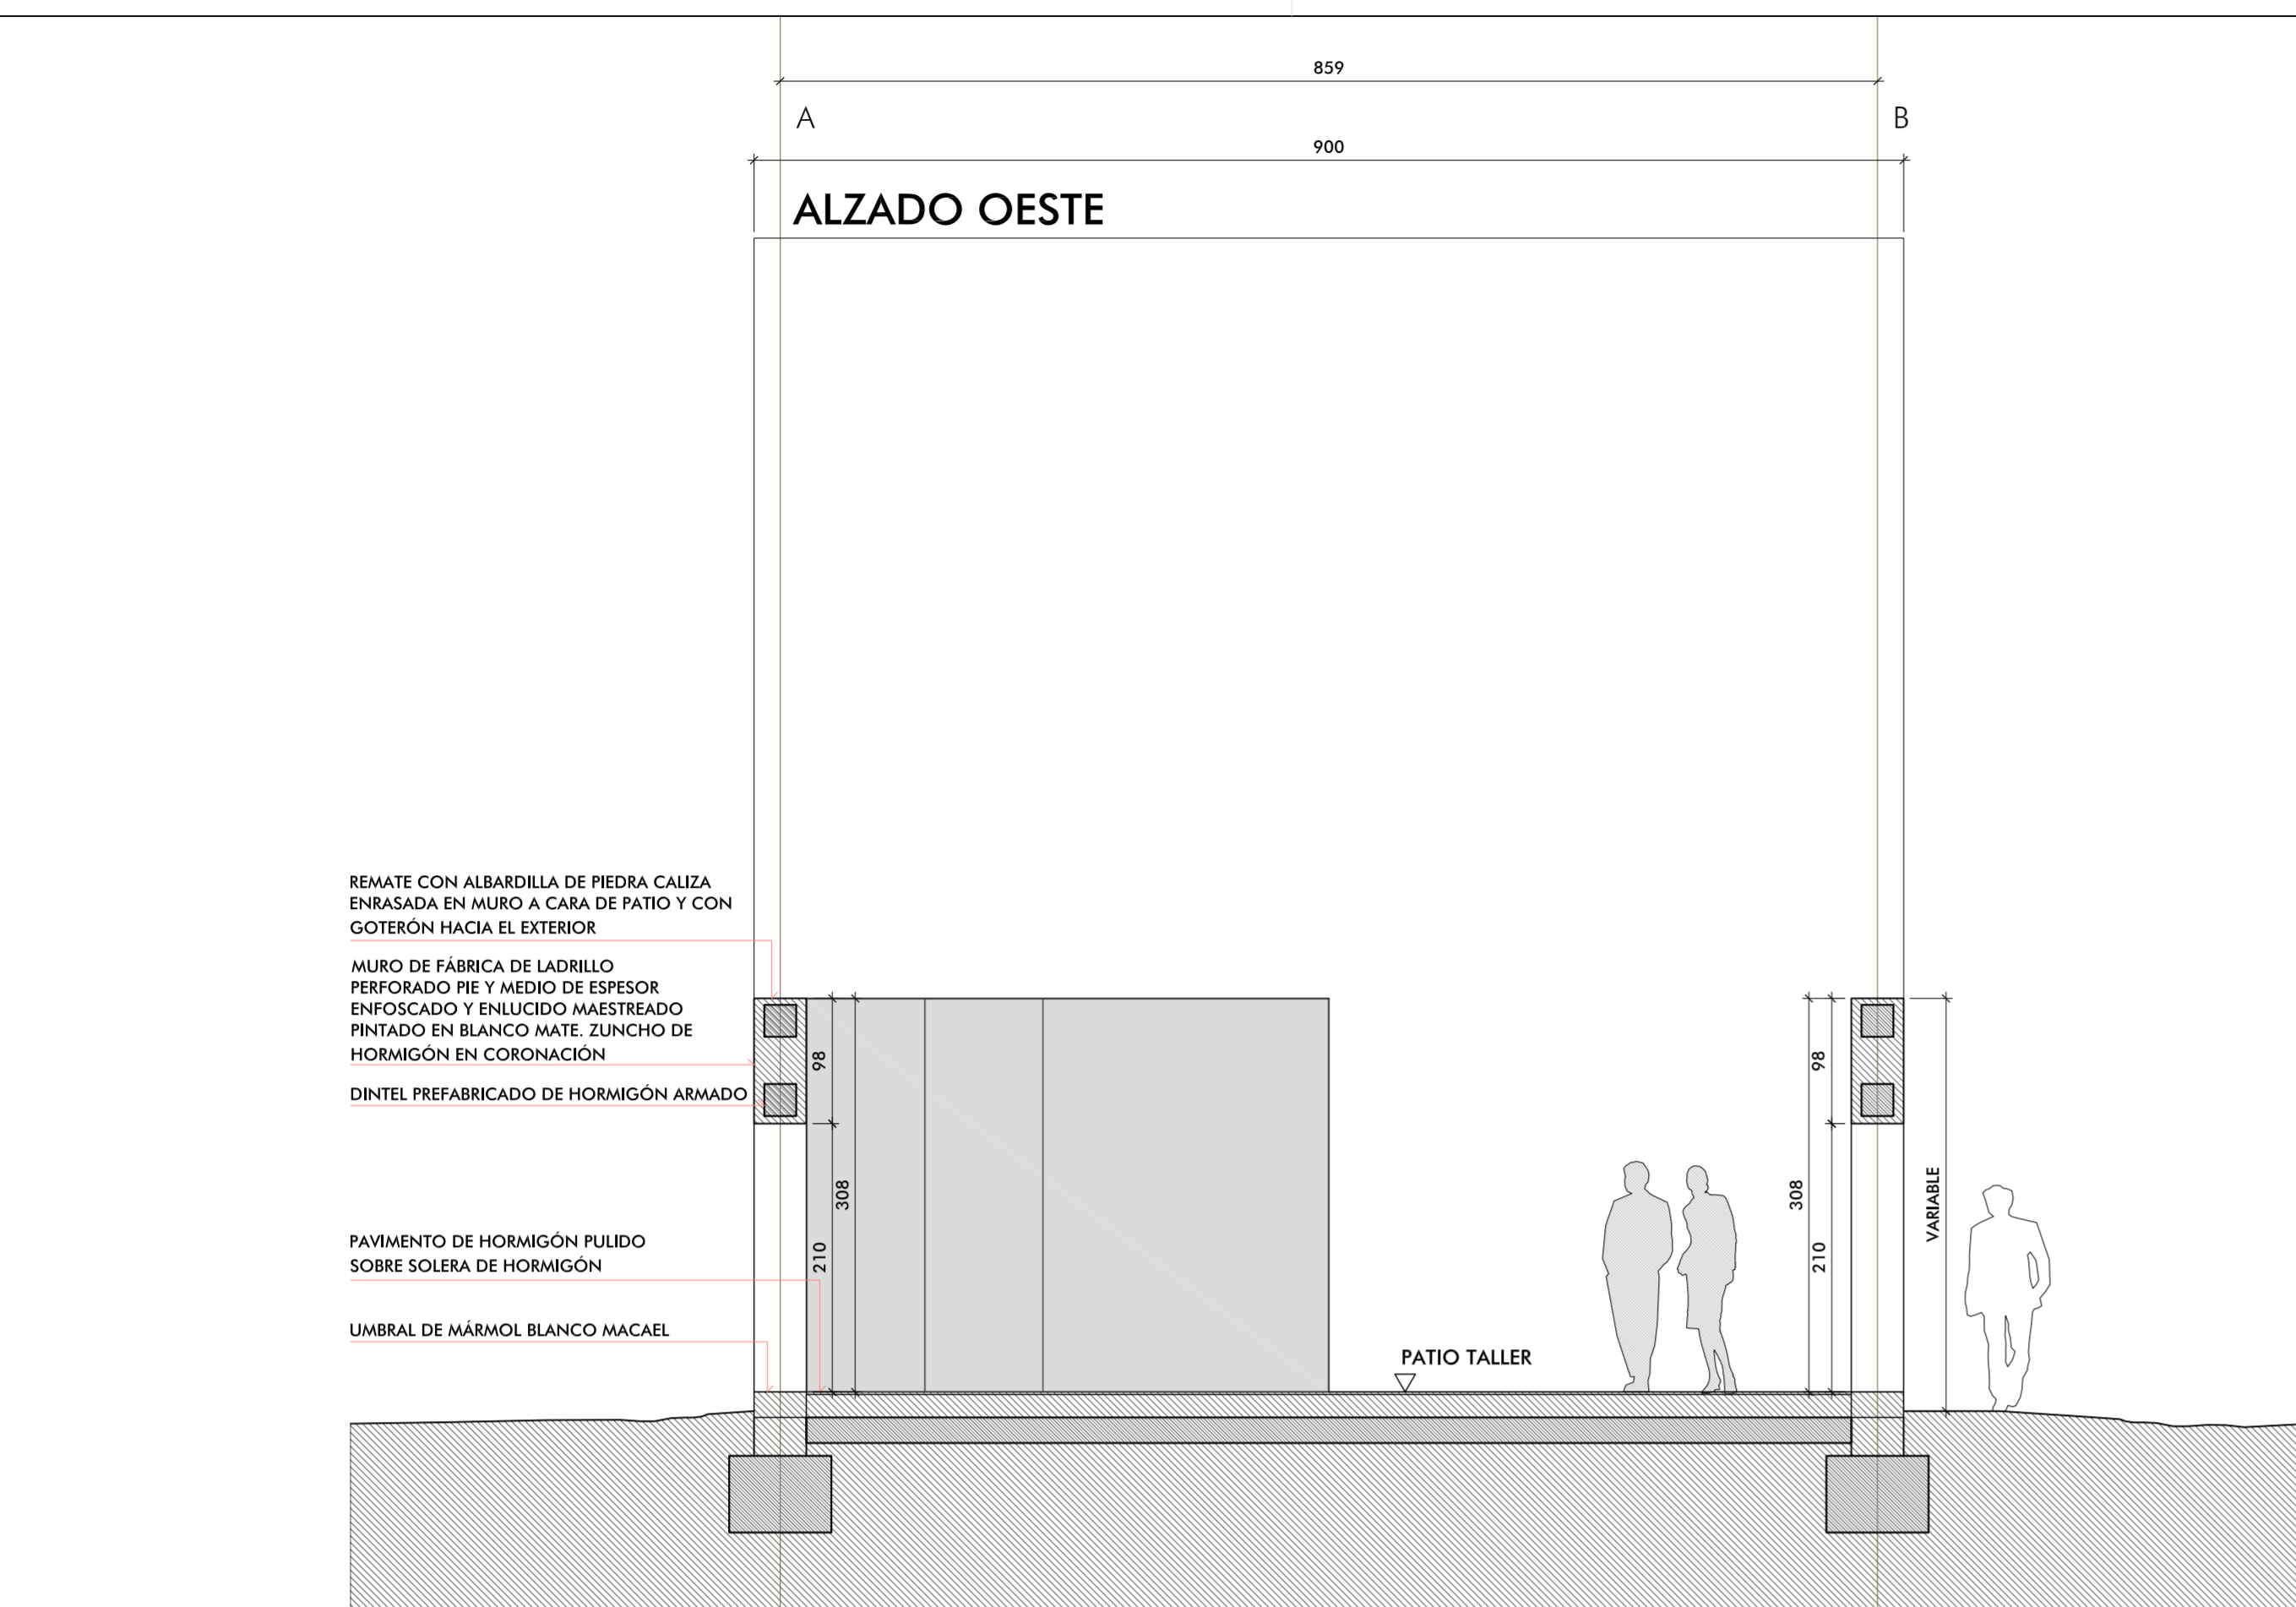 859
A
B
900
ALZADO OESTE
REMATE CON ALBARDILLA DE PIEDRA CALIZA
ENRASADA EN MURO A CARA DE PATIO Y CON
GOTERÓN HACIA EL EXTERIOR
MURO DE FÁBRICA DE LADRILLO
PERFORADO PIE Y MEDIO DE ESPESOR
ENFOSCADO Y ENLUCIDO MAESTREADO
PINTADO EN BLANCO MATE. ZUNCHO DE
HORMIGÓN EN CORONACIÓN
DINTEL PREFABRICADO DE HORMIGÓN ARMADO
PAVIMENTO DE HORMIGÓN PULIDO
SOBRE SOLERA DE HORMIGÓN
UMBRAL DE MÁRMOL BLANCO MACAEL
98
308
210
PATIO TALLER
98
308
210
VARIABLE